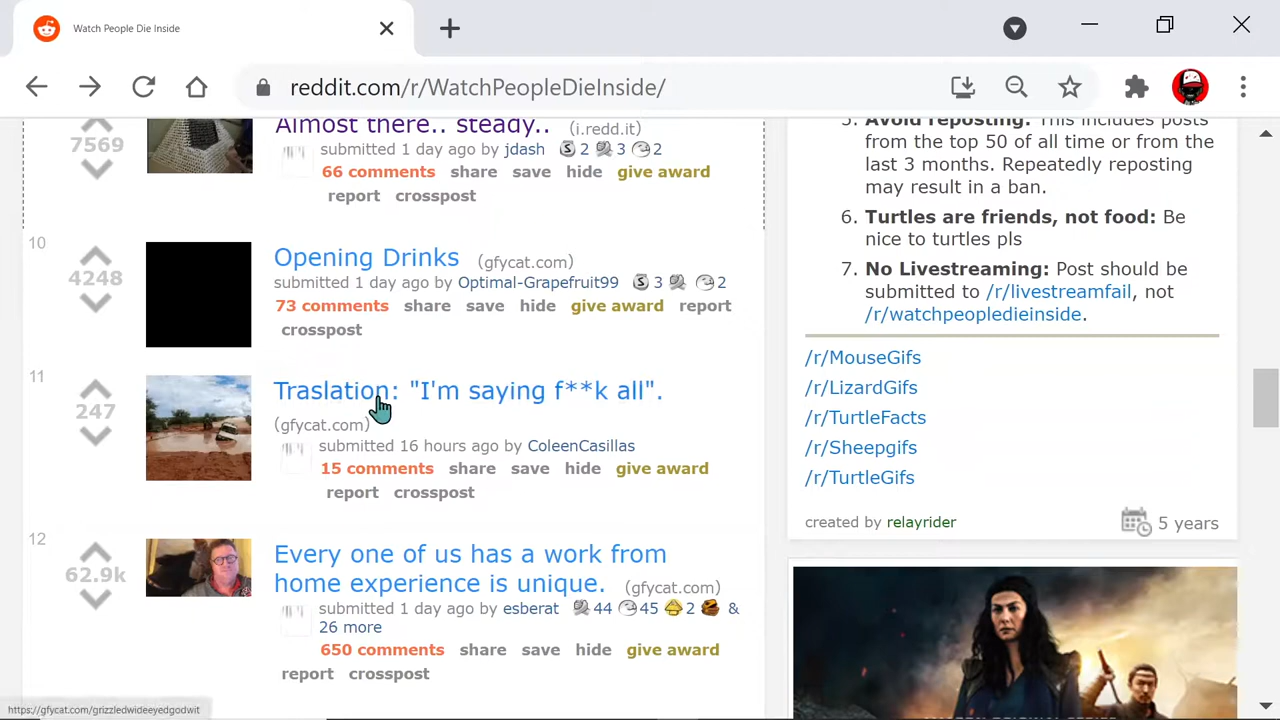 Watch People Die Inside
reddit.com/r/WatchPeopleDieInside/
7569
Almost there.. steady.. (i.redd.it)
submitted 1 day ago by jdash S 2 3 2
66 comments share save hide give award
report crosspost
10
4248
Opening Drinks (gfycat.com)
submitted 1 day ago by Optimal-Grapefruit99 S 3 2
73 comments share save hide give award report
crosspost
11
247
Traslation: "I'm saying f**k all".
(gfycat.com)
submitted 16 hours ago by ColeenCasillas
15 comments share save hide give award
report crosspost
12
62.9k
Every one of us has a work from
home experience is unique. (gfycat.com)
submitted 1 day ago by esberat 44 45 2 &
26 more
650 comments share save hide give award
report crosspost
5. Avoid reposting: This includes posts
from the top 50 of all time or from the
last 3 months. Repeatedly reposting
may result in a ban.
6. Turtles are friends, not food: Be
nice to turtles pls
7. No Livestreaming: Post should be
submitted to /r/livestreamfail, not
/r/watchpeopledieinside.
/r/MouseGifs
/r/LizardGifs
/r/TurtleFacts
/r/Sheepgifs
/r/TurtleGifs
created by relayrider 5 years
https://gfycat.com/grizzledwideeyedgodwit